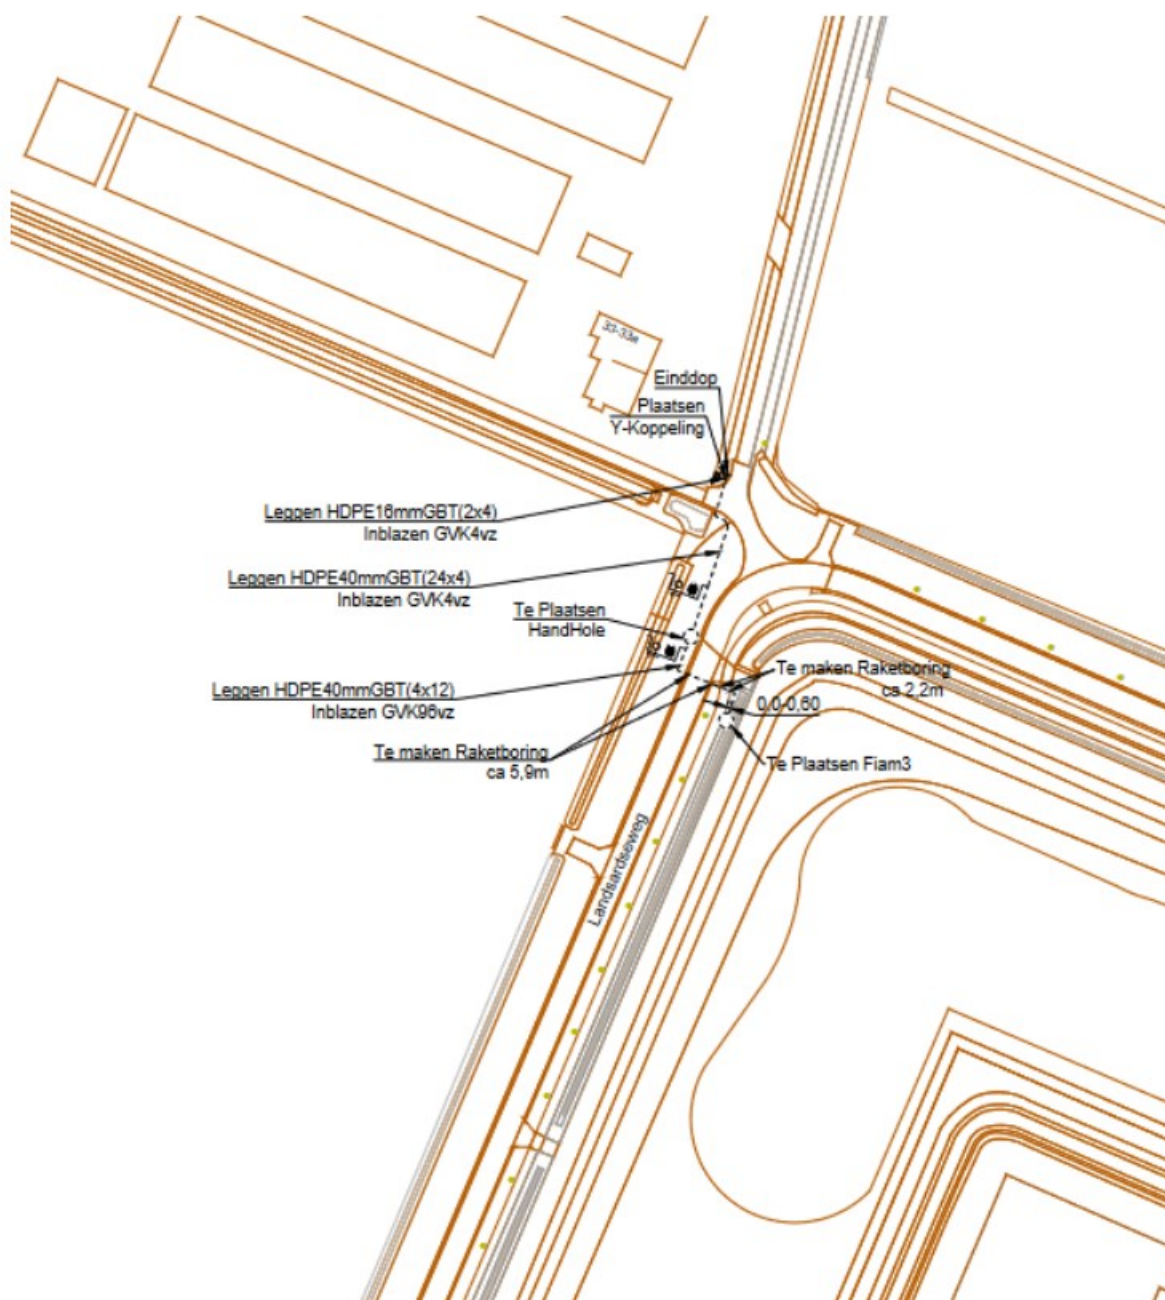 33-33a
Einddop
Plaatsen
Y-Koppeling
Leggen HDPE16mmGBT(2x4)
Inblazen GVK4vz
Leggen HDPE40mmGBT(24x4)
Inblazen GVK4vz
Te Plaatsen
HandHole
Te maken Raketboring
ca 2,2m
Leggen HDPE40mmGBT(4x12)
Inblazen GVK96vz
0,0-0,60
Te maken Raketboring
ca 5,9m
Te Plaatsen Fiam3
Landsardseweg